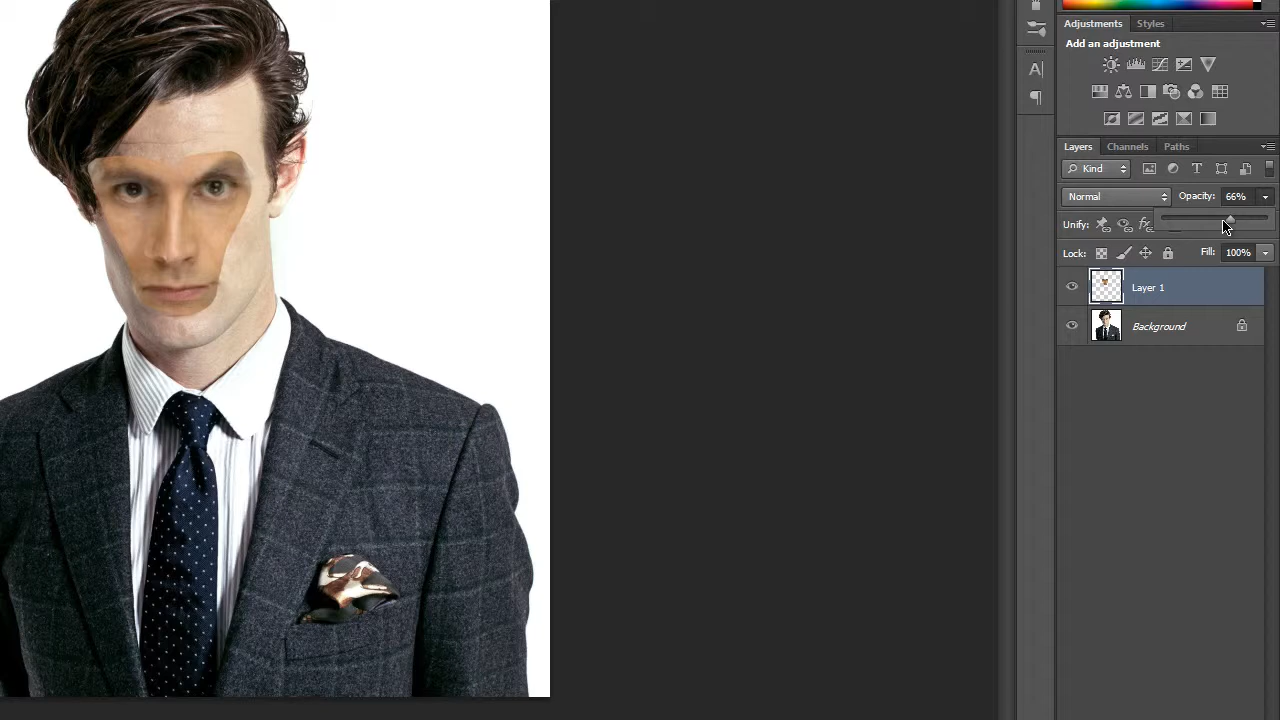 Adjustments Styles
Add an adjustment
Layers Channels Paths
Kind
Normal Opacity: 66%
Unify: fx
Lock: Fill: 100%
Layer 1
Background